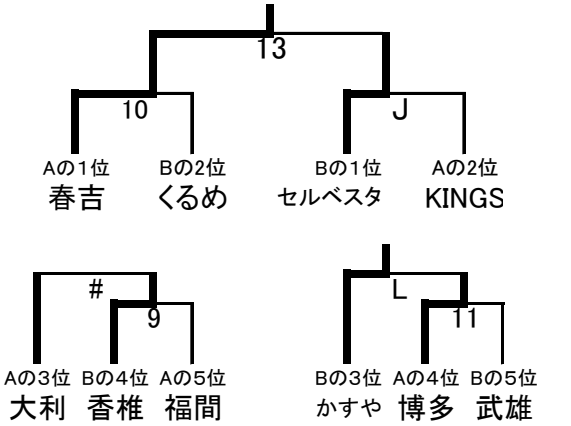 13
10 J
Aの1位 Bの2位 Bの1位 Aの2位
春吉 くるめ セルベスタ KINGS
# L
9 11
Aの3位 Bの4位 Aの5位 Bの3位 Aの4位 Bの5位
大利 香椎 福間 かすや 博多 武雄